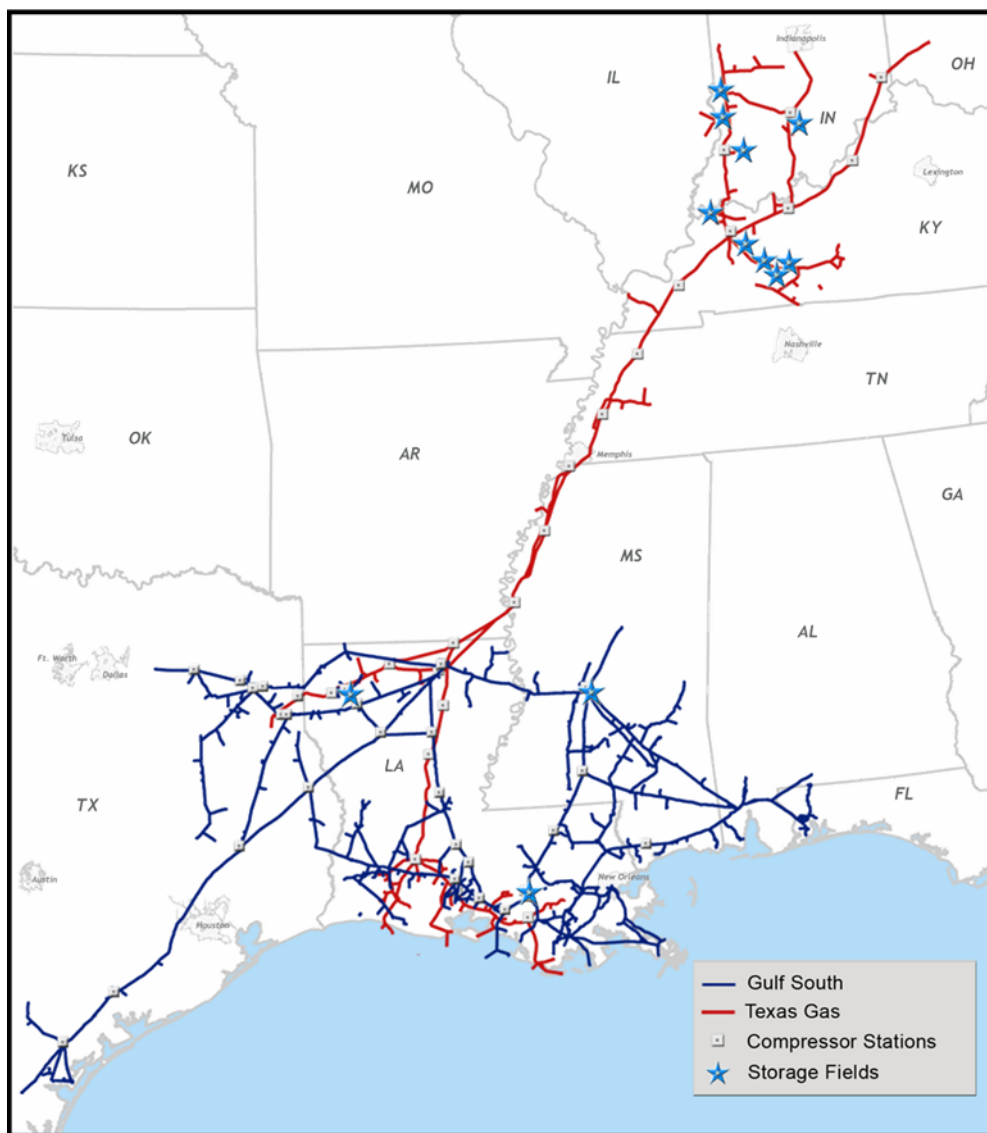 Indianapolis
OH
IL
IN
KS
MO
Lexington
KY
Nashville
TN
Tulsa
OK
AR
Memphis
GA
MS
AL
Ft. Worth
Dallas
LA
FL
TX
Austin
New Orleans
Houston
Gulf South
Texas Gas
Compressor Stations
Storage Fields